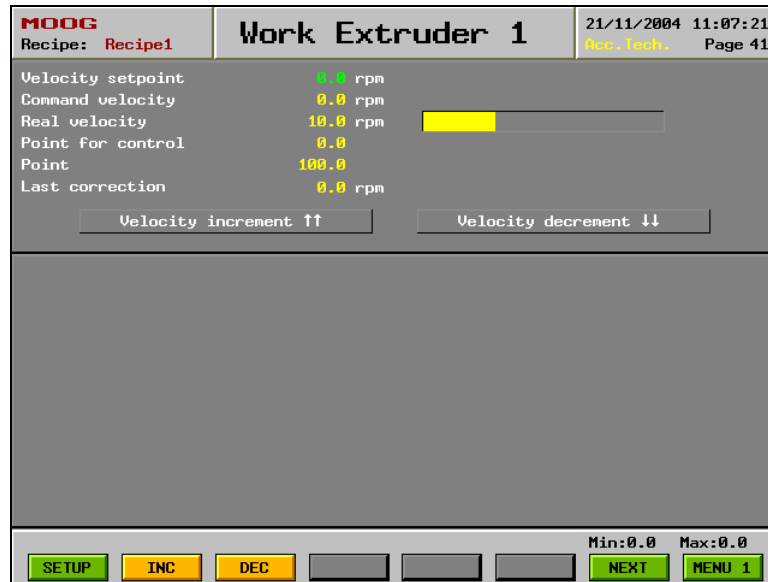 MOOG
Recipe: Recipe1
Work Extruder 1
21/11/2004 11:07:21
Acc.Tech. Page 41
Velocity setpoint 0.0 rpm
Command velocity 0.0 rpm
Real velocity 10.0 rpm
Point for control 0.0
Point 100.0
Last correction 0.0 rpm
Velocity increment ↑↑ Velocity decrement ↓↓
Min:0.0 Max:0.0
SETUP INC DEC NEXT MENU 1